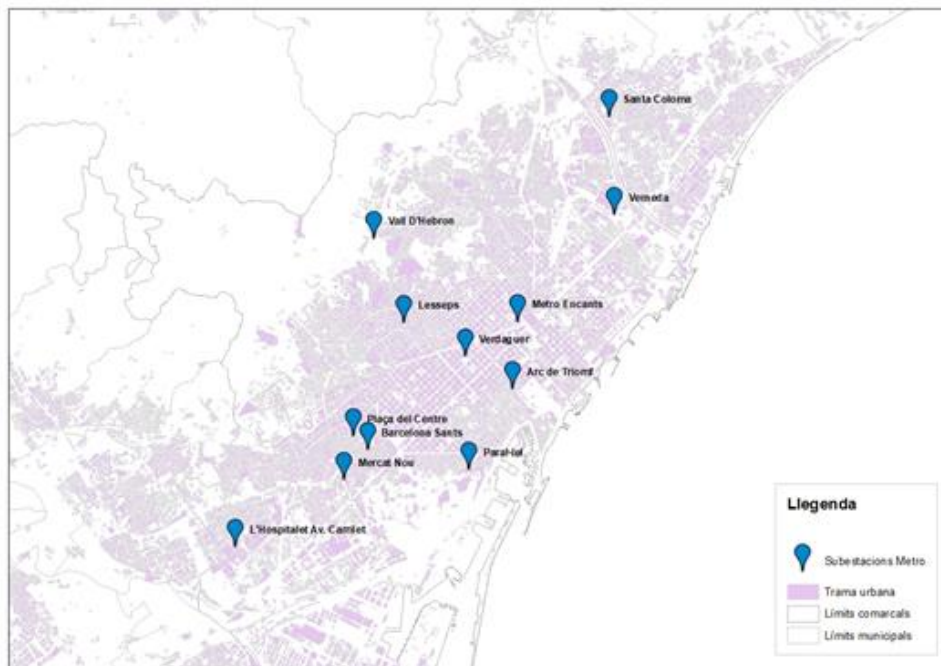 Santa Coloma
Verneda
Vall D'Hebron
Lesseps
Metro Encants
Verdaguer
Arc de Triomf
Plaça del Centre
Barcelona Sants
Paral·lel
Mercat Nou
L'Hospitalet Av. Carrilet
Llegenda
Subestacions Metro
Trama urbana
Límits comarcals
Límits municipals